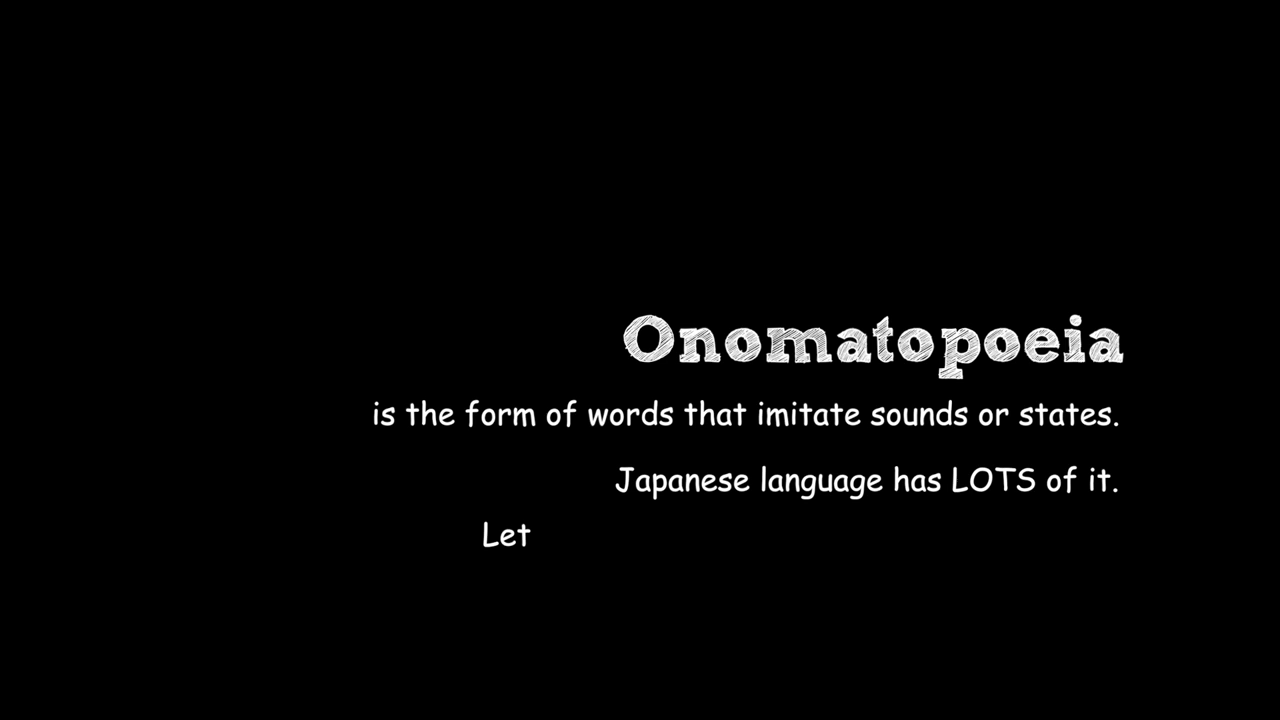 Onomatopoeia
is the form of words that imitate sounds or states.
Japanese language has LOTS of it.
Let